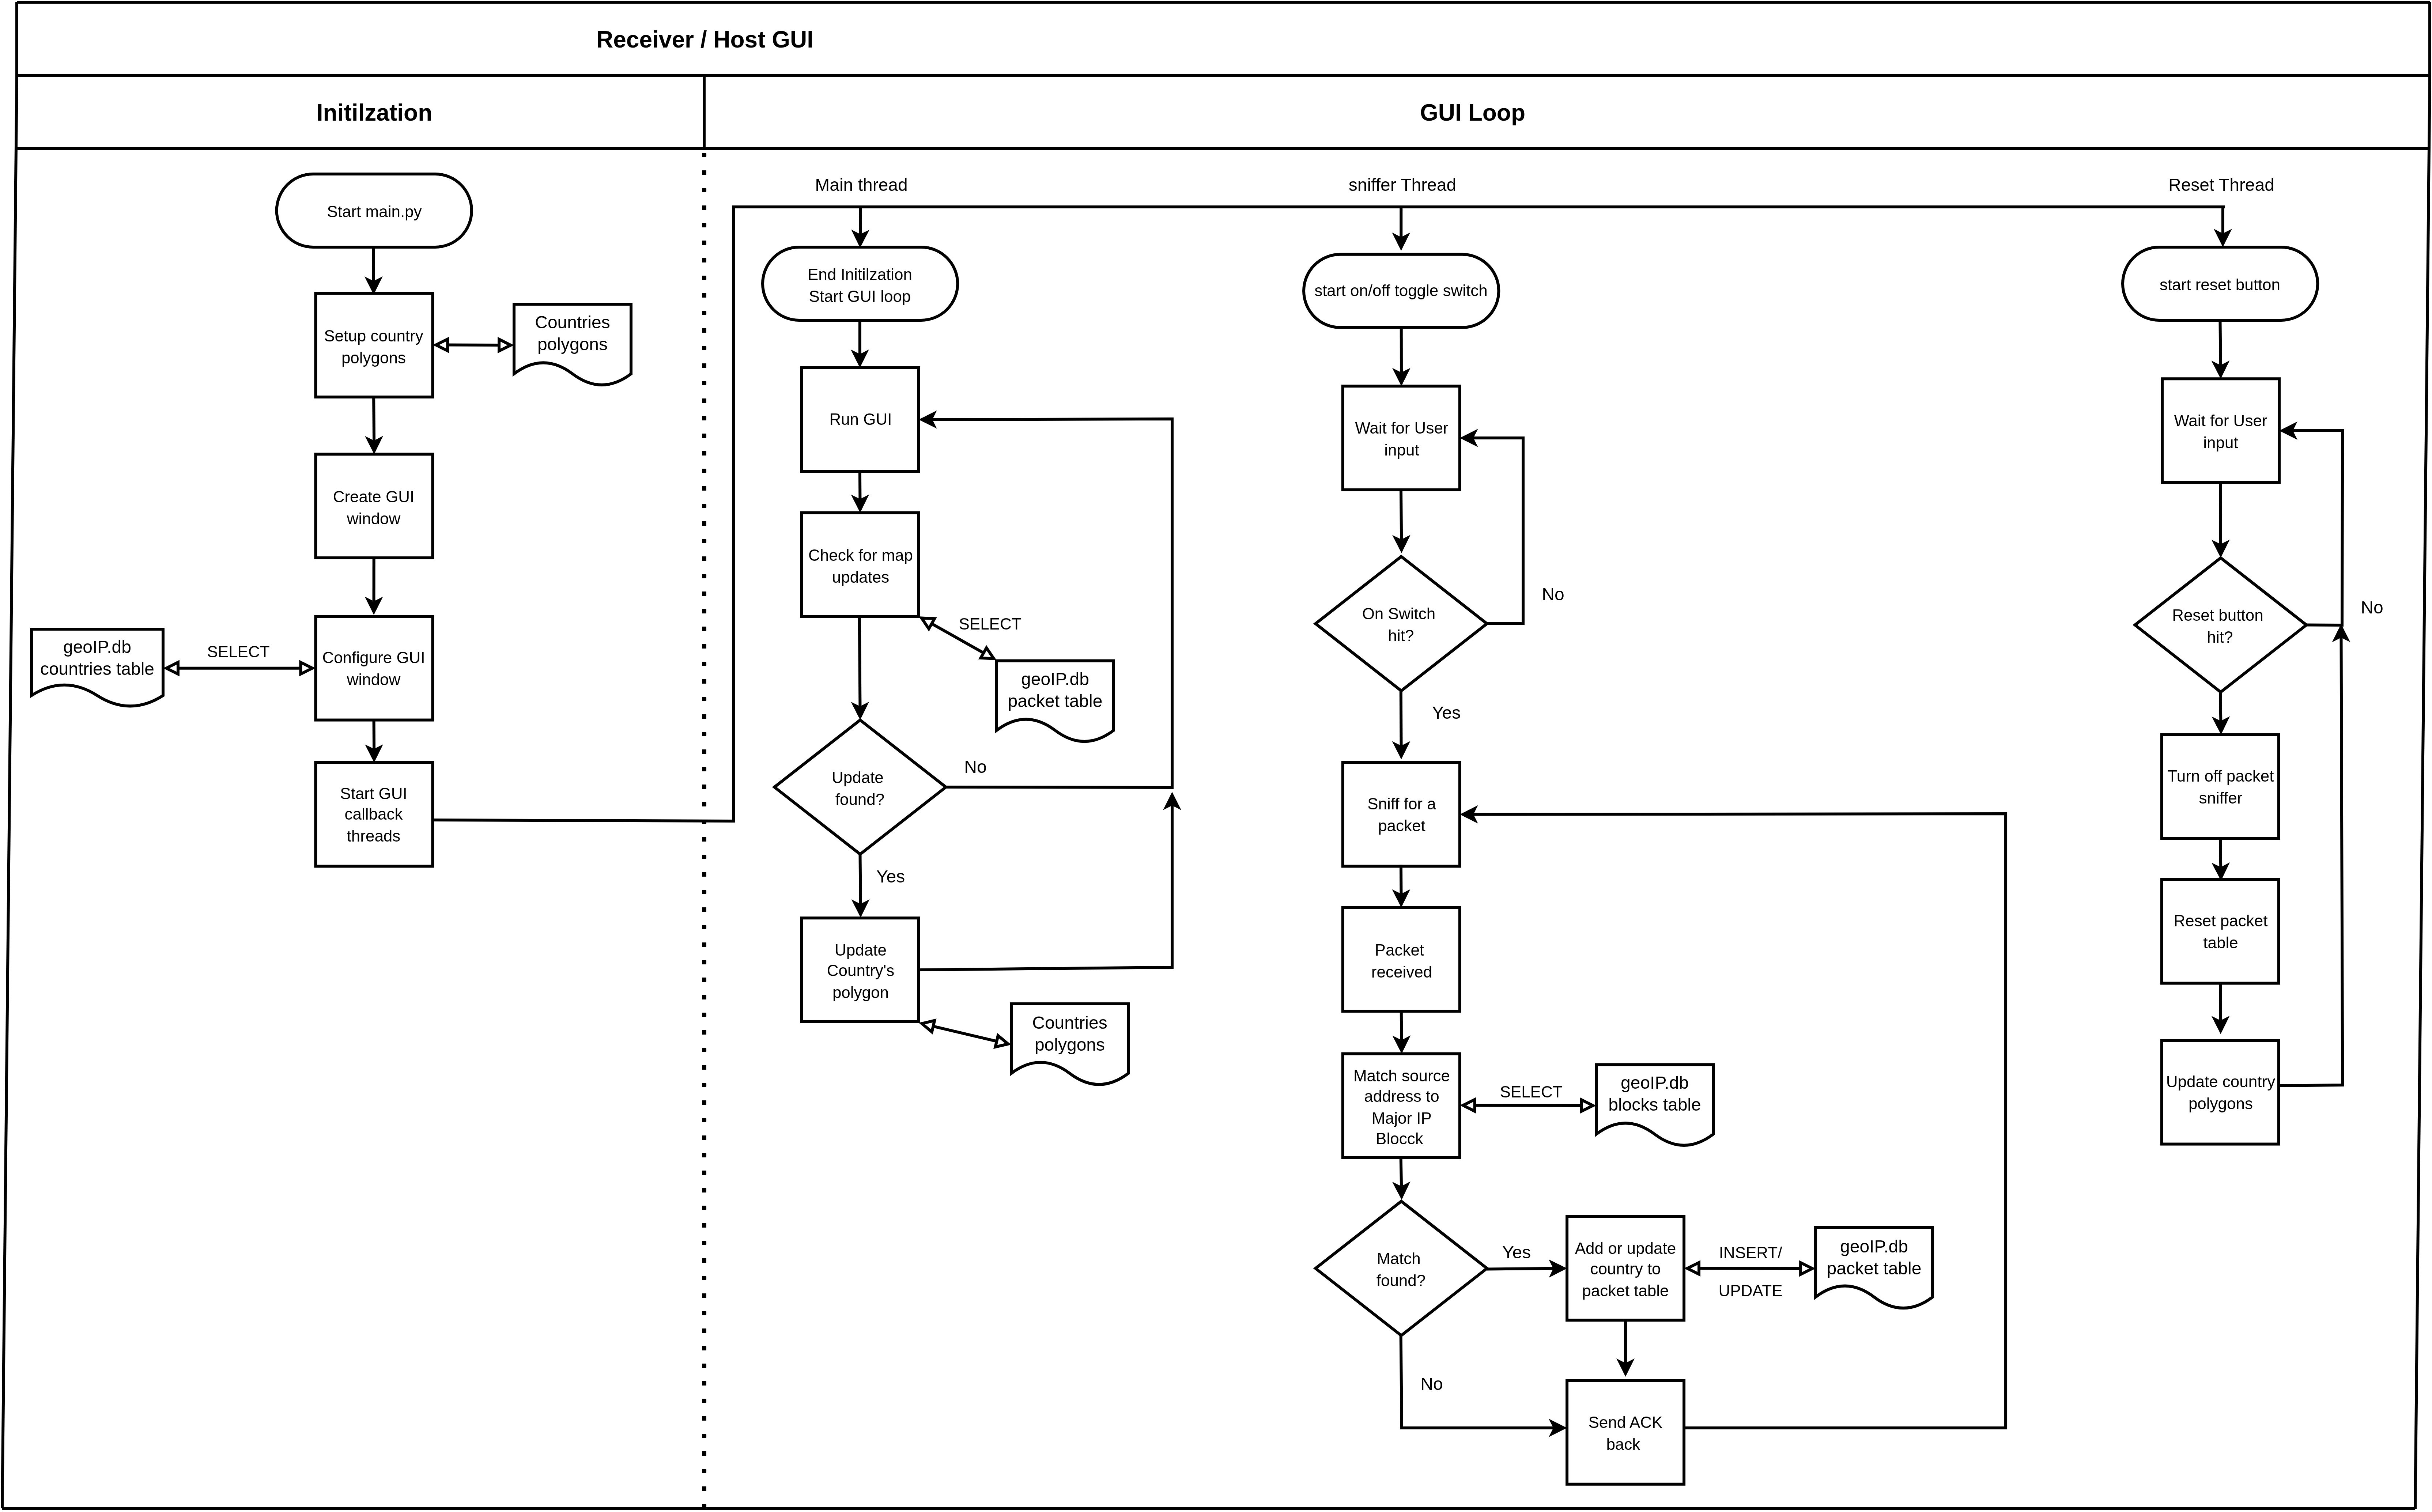 Receiver / Host GUI
Initilzation
GUI Loop
Start main.py
Setup country
polygons
Countries
polygons
Create GUI
window
geoIP.db
countries table
SELECT
Configure GUI
window
Start GUI
callback
threads
Main thread
End Initilzation
Start GUI loop
Run GUI
Check for map
updates
SELECT
geoIP.db
packet table
Update
found?
No
Yes
Update
Country's
polygon
Countries
polygons
sniffer Thread
start on/off toggle switch
Wait for User
input
On Switch
hit?
No
Yes
Sniff for a
packet
Packet
received
Match source
address to
Major IP
Blocck
SELECT
geoIP.db
blocks table
Match
found?
Yes
Add or update
country to
packet table
INSERT/
UPDATE
geoIP.db
packet table
No
Send ACK
back
Reset Thread
start reset button
Wait for User
input
Reset button
hit?
No
Turn off packet
sniffer
Reset packet
table
Update country
polygons